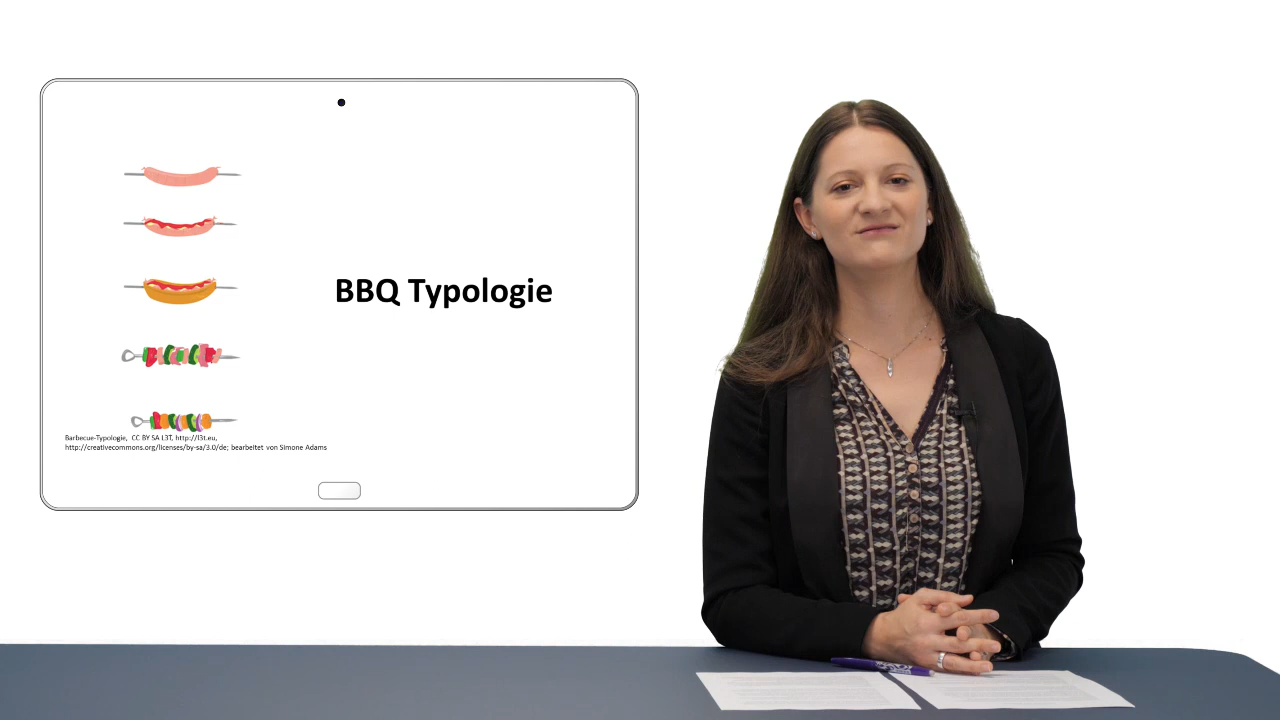 BBQ Typologie
Barbecue-Typologie, CC BY SA L3T, http://l3t.eu,
http://creativecommons.org/licenses/by-sa/3.0/de; bearbeitet von Simone Adams